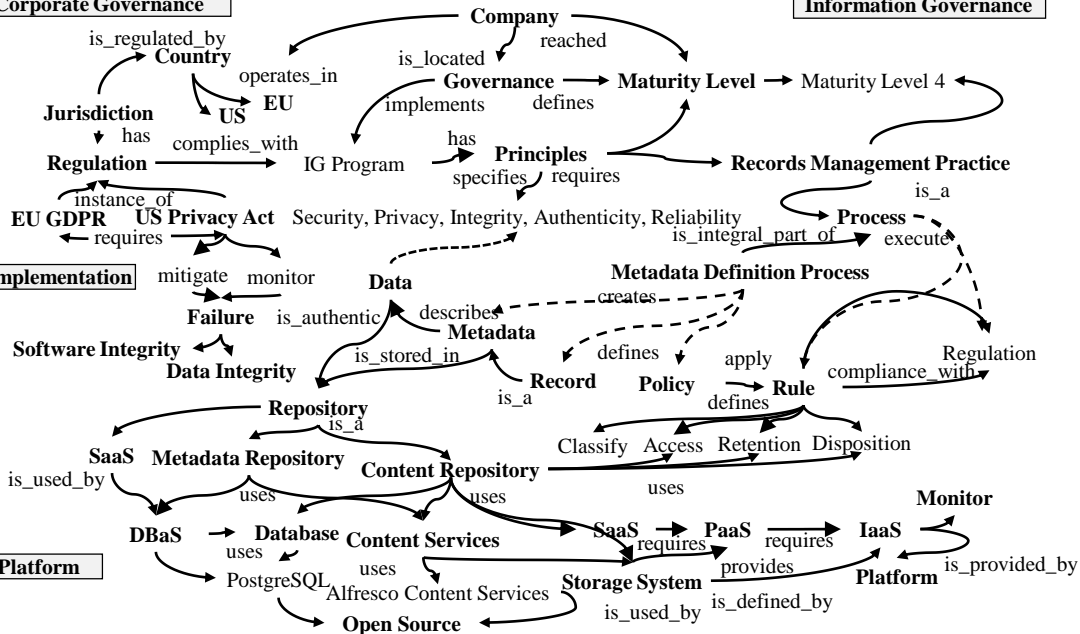 Corporate Governance
Information Governance
Company
is_regulated_by
reached
Country
is_located
operates_in
Governance
Maturity Level
Maturity Level 4
EU
implements
defines
Jurisdiction
US
has
complies_with
has
Regulation
IG Program
Principles
Records Management Practice
specifies
requires
is_a
instance_of
EU GDPR
US Privacy Act
Security, Privacy, Integrity, Authenticity, Reliability
Process
requires
is_integral_part_of
execute
Implementation
mitigate
monitor
Data
Metadata Definition Process
creates
Failure
is_authentic
describes
Metadata
Software Integrity
is_stored_in
defines
apply
Regulation
Data Integrity
Record
Policy
Rule
compliance_with
is_a
defines
Repository
is_a
Classify
Access
Retention
Disposition
SaaS
Metadata Repository
Content Repository
is_used_by
uses
uses
uses
Monitor
DBaS
Database
Content Services
SaaS
PaaS
IaaS
uses
requires
requires
Platform
uses
provides
is_provided_by
PostgreSQL
Alfresco Content Services
Storage System
Platform
is_used_by
is_defined_by
Open Source